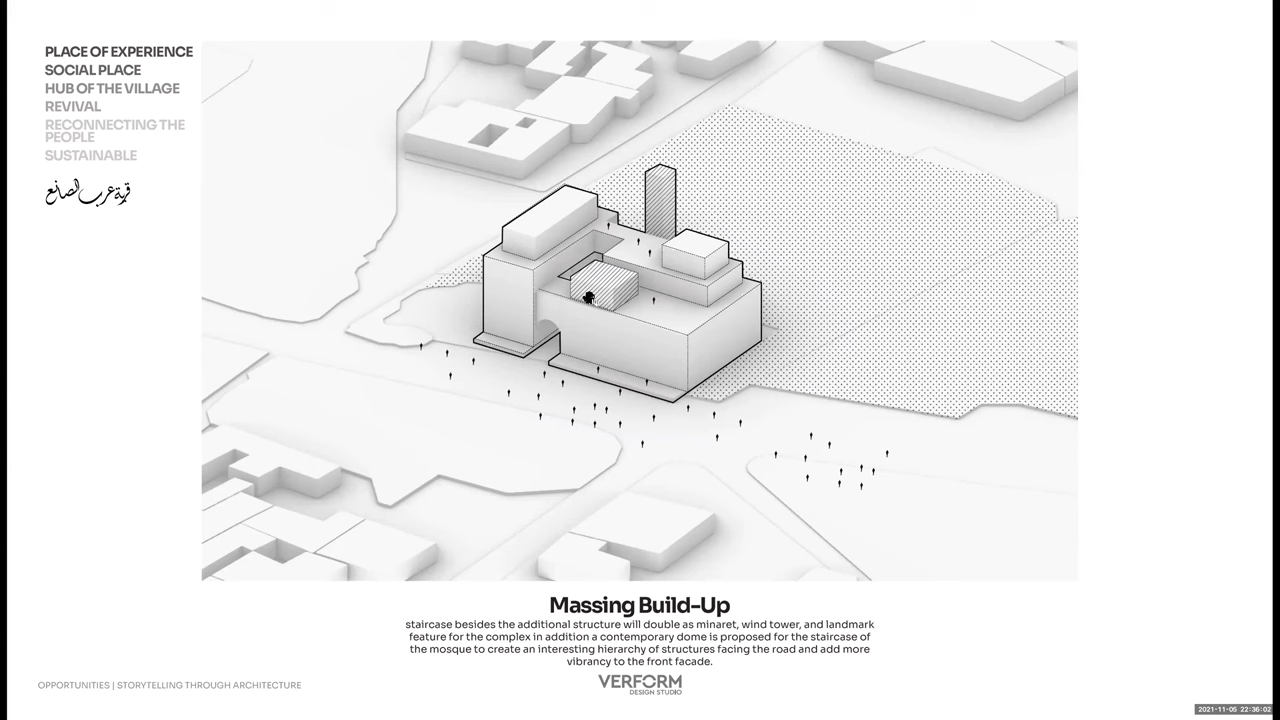 PLACE OF EXPERIENCE
SOCIAL PLACE
HUB OF THE VILLAGE
REVIVAL
RECONNECTING THE
PEOPLE
SUSTAINABLE
قرية عرب الصانع
Massing Build-Up
staircase besides the additional structure will double as minaret, wind tower, and landmark
feature for the complex in addition a contemporary dome is proposed for the staircase of
the mosque to create an interesting hierarchy of structures facing the road and add more
vibrancy to the front facade.
VERFORM
DESIGN STUDIO
OPPORTUNITIES | STORYTELLING THROUGH ARCHITECTURE
2021-11-05 22:36:02